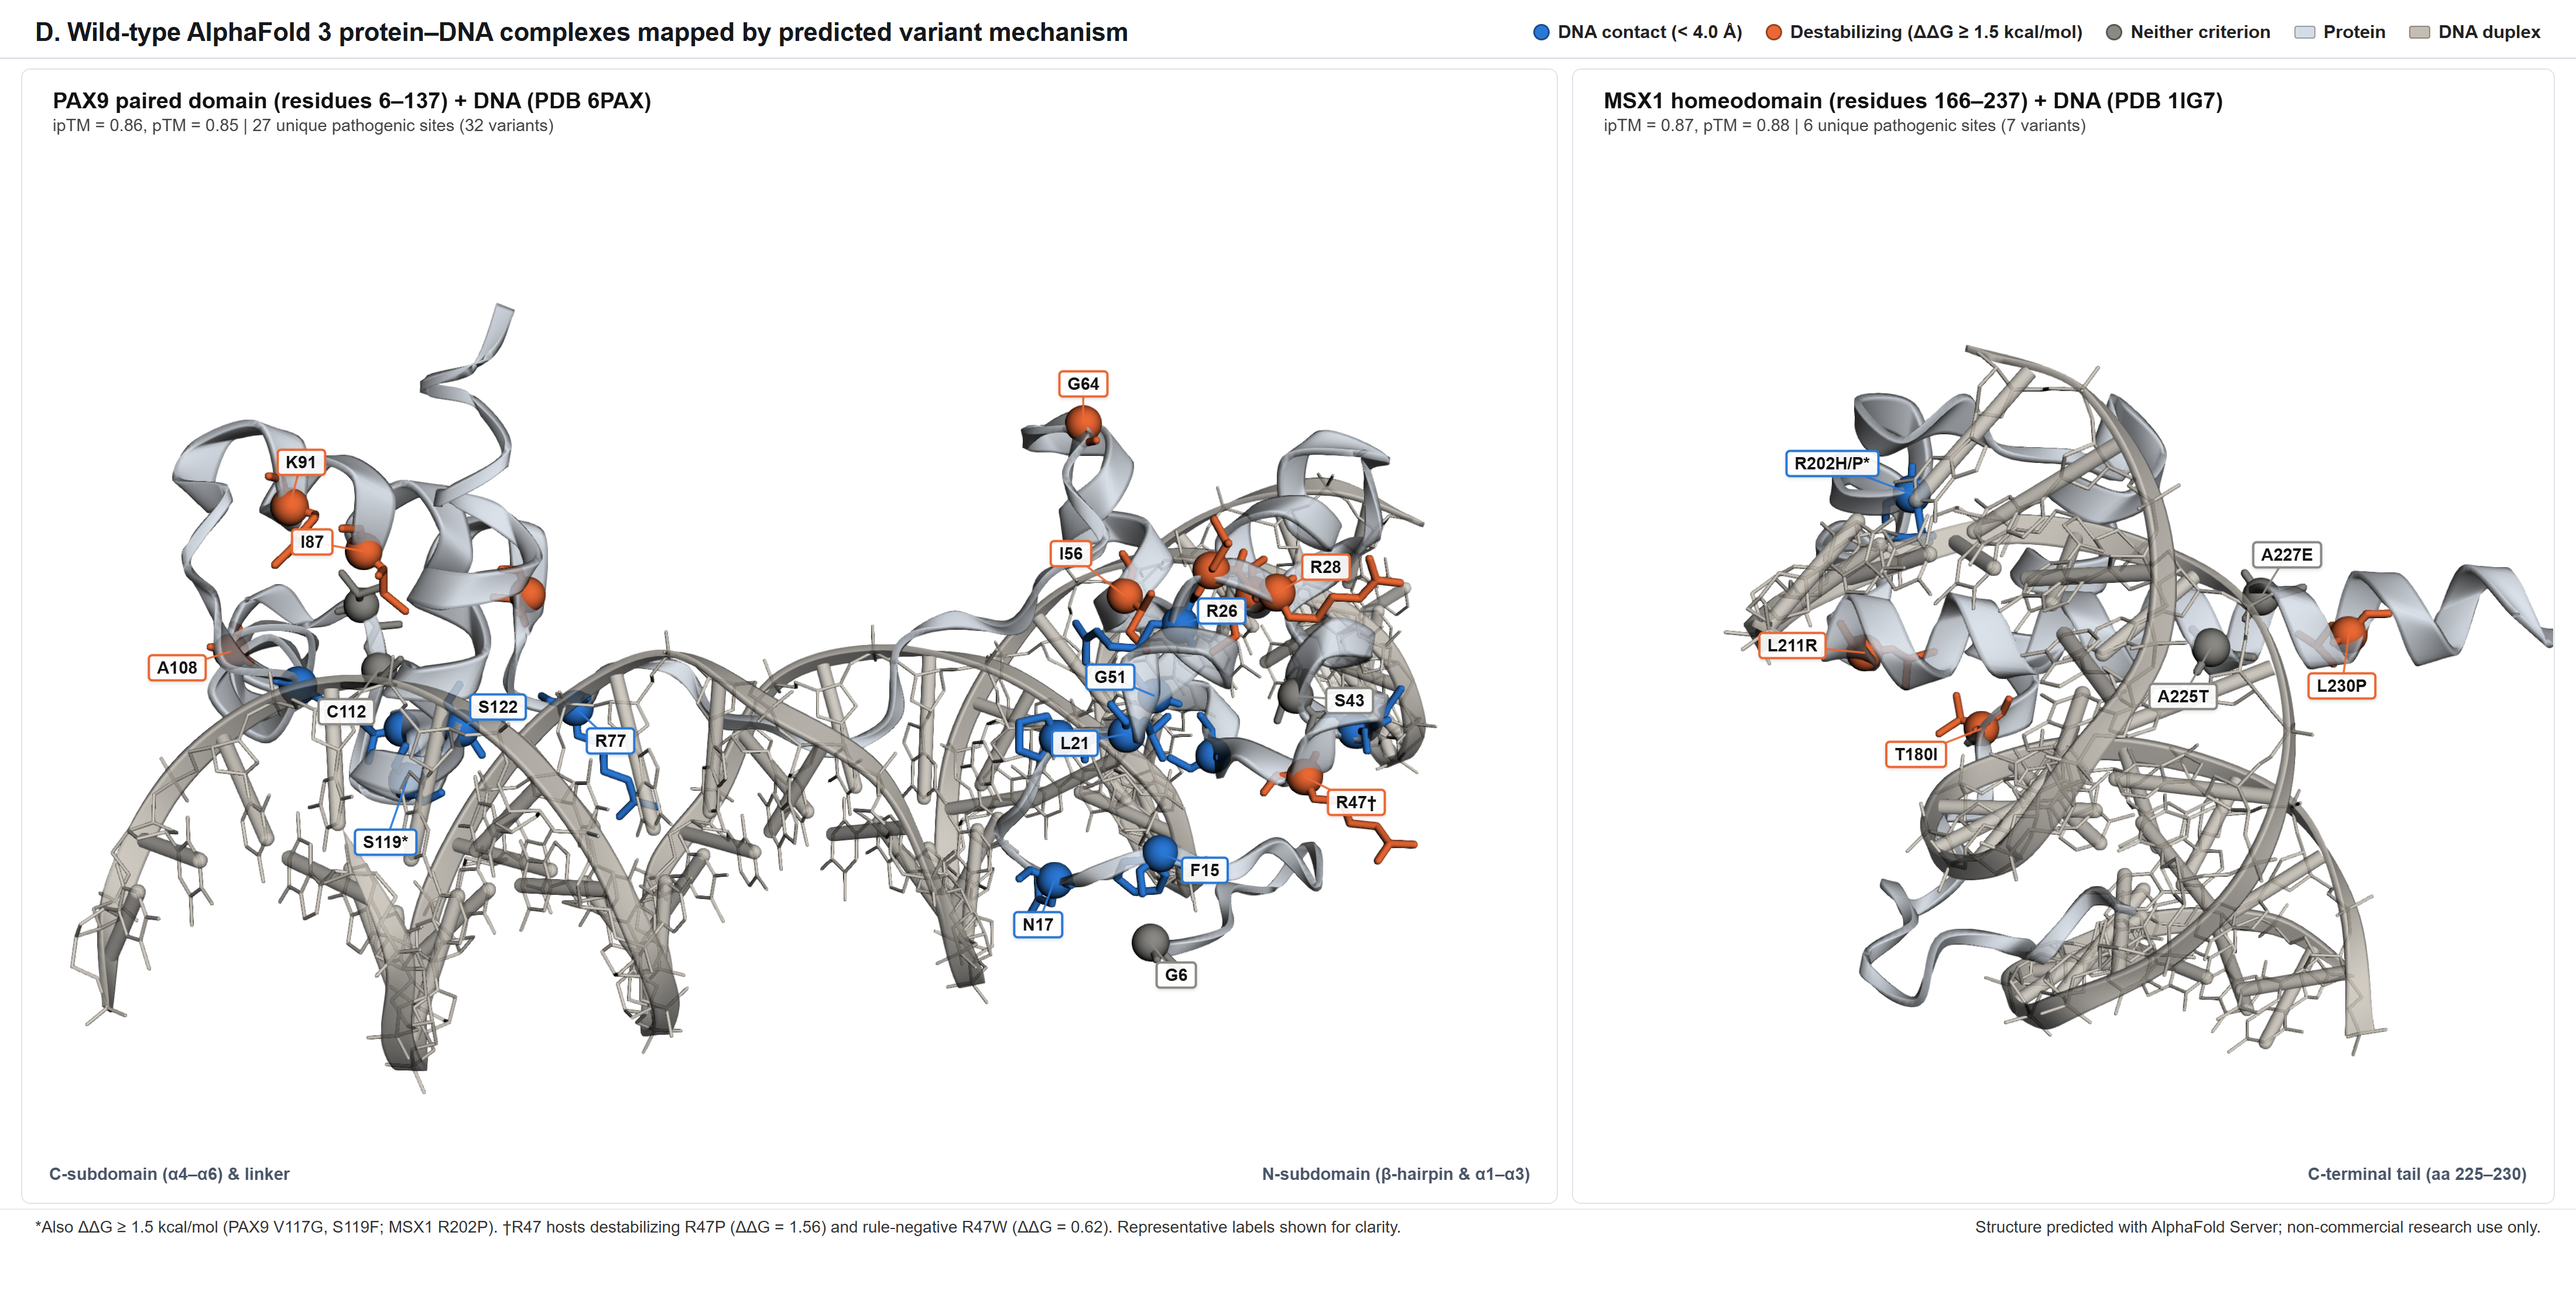 D. Wild-type AlphaFold 3 protein–DNA complexes mapped by predicted variant mechanism
DNA contact (< 4.0 Å)
Destabilizing (ΔΔG ≥ 1.5 kcal/mol)
Neither criterion
Protein
DNA duplex
PAX9 paired domain (residues 6–137) + DNA (PDB 6PAX)
ipTM = 0.86, pTM = 0.85 | 27 unique pathogenic sites (32 variants)
G64
K91
I87
I56
R28
R26
A108
G51
S43
C112
S122
R77
L21
R47†
S119*
F15
N17
G6
C-subdomain (α4–α6) & linker
N-subdomain (β-hairpin & α1–α3)
MSX1 homeodomain (residues 166–237) + DNA (PDB 1IG7)
ipTM = 0.87, pTM = 0.88 | 6 unique pathogenic sites (7 variants)
R202H/P*
A227E
L211R
L230P
A225T
T180I
C-terminal tail (aa 225–230)
*Also ΔΔG ≥ 1.5 kcal/mol (PAX9 V117G, S119F; MSX1 R202P). †R47 hosts destabilizing R47P (ΔΔG = 1.56) and rule-negative R47W (ΔΔG = 0.62). Representative labels shown for clarity.
Structure predicted with AlphaFold Server; non-commercial research use only.